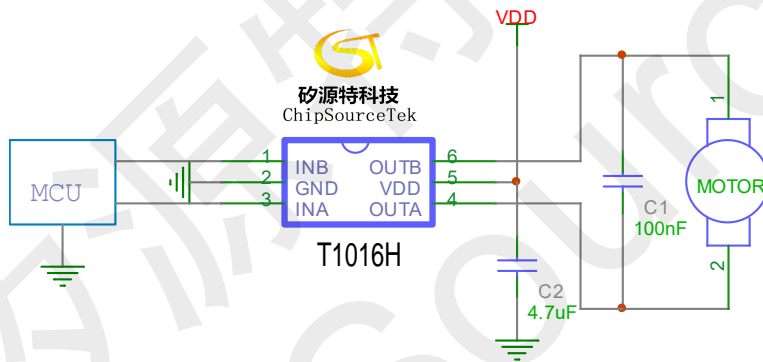 VDD
矽源特科技
ChipSourceTek
MCU
1 INB OUTB 6
2 GND VDD 5
3 INA OUTA 4
T1016H
C1
100nF
C2
4.7uF
1
MOTOR
2